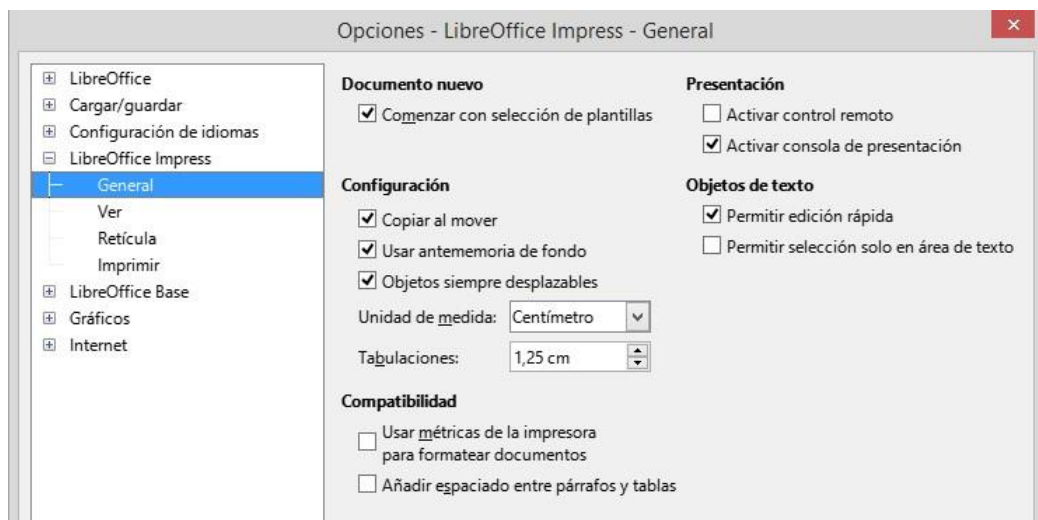 Opciones - LibreOffice Impress - General
LibreOffice
Cargar/guardar
Configuración de idiomas
LibreOffice Impress
General
Ver
Retícula
Imprimir
LibreOffice Base
Gráficos
Internet
Documento nuevo
Comenzar con selección de plantillas
Configuración
Copiar al mover
Usar antememoria de fondo
Objetos siempre desplazables
Unidad de medida: Centímetro
Tabulaciones: 1,25 cm
Compatibilidad
Usar métricas de la impresora
para formatear documentos
Añadir espaciado entre párrafos y tablas
Presentación
Activar control remoto
Activar consola de presentación
Objetos de texto
Permitir edición rápida
Permitir selección solo en área de texto